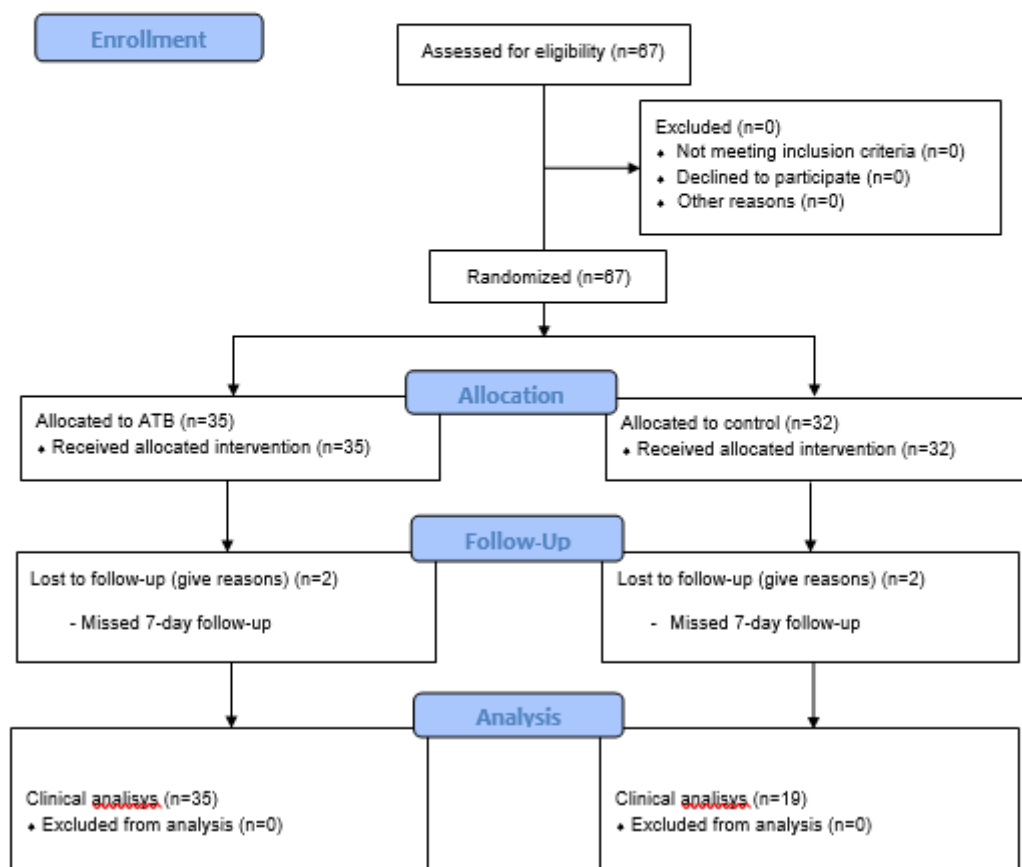 Enrollment
Assessed for eligibility (n=67)
Excluded (n=0)
♦ Not meeting inclusion criteria (n=0)
♦ Declined to participate (n=0)
♦ Other reasons (n=0)
Randomized (n=67)
Allocation
Allocated to ATB (n=35)
♦ Received allocated intervention (n=35)
Allocated to control (n=32)
♦ Received allocated intervention (n=32)
Follow-Up
Lost to follow-up (give reasons) (n=2)
- Missed 7-day follow-up
Lost to follow-up (give reasons) (n=2)
- Missed 7-day follow-up
Analysis
Clinical analisys (n=35)
♦ Excluded from analysis (n=0)
Clinical analisys (n=19)
♦ Excluded from analysis (n=0)